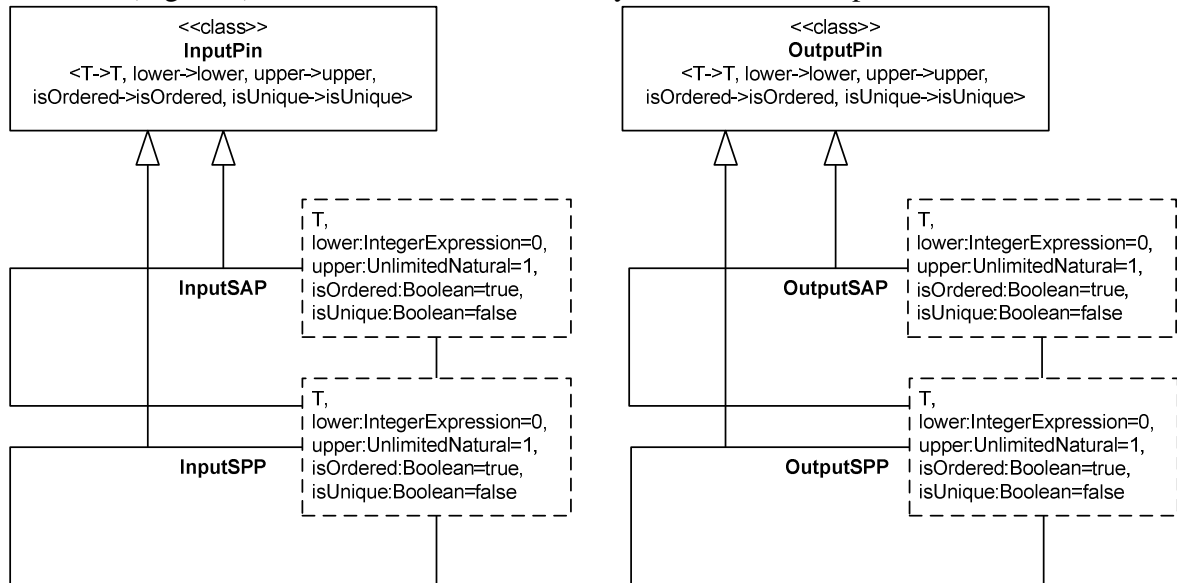 <<class>>
InputPin
<T->T, lower->lower, upper->upper,
isOrdered->isOrdered, isUnique->isUnique>
T,
lower:IntegerExpression=0,
upper:UnlimitedNatural=1,
isOrdered:Boolean=true,
isUnique:Boolean=false
InputSAP
T,
lower:IntegerExpression=0,
upper:UnlimitedNatural=1,
isOrdered:Boolean=true,
isUnique:Boolean=false
InputSPP
<<class>>
OutputPin
<T->T, lower->lower, upper->upper,
isOrdered->isOrdered, isUnique->isUnique>
T,
lower:IntegerExpression=0,
upper:UnlimitedNatural=1,
isOrdered:Boolean=true,
isUnique:Boolean=false
OutputSAP
T,
lower:IntegerExpression=0,
upper:UnlimitedNatural=1,
isOrdered:Boolean=true,
isUnique:Boolean=false
OutputSPP